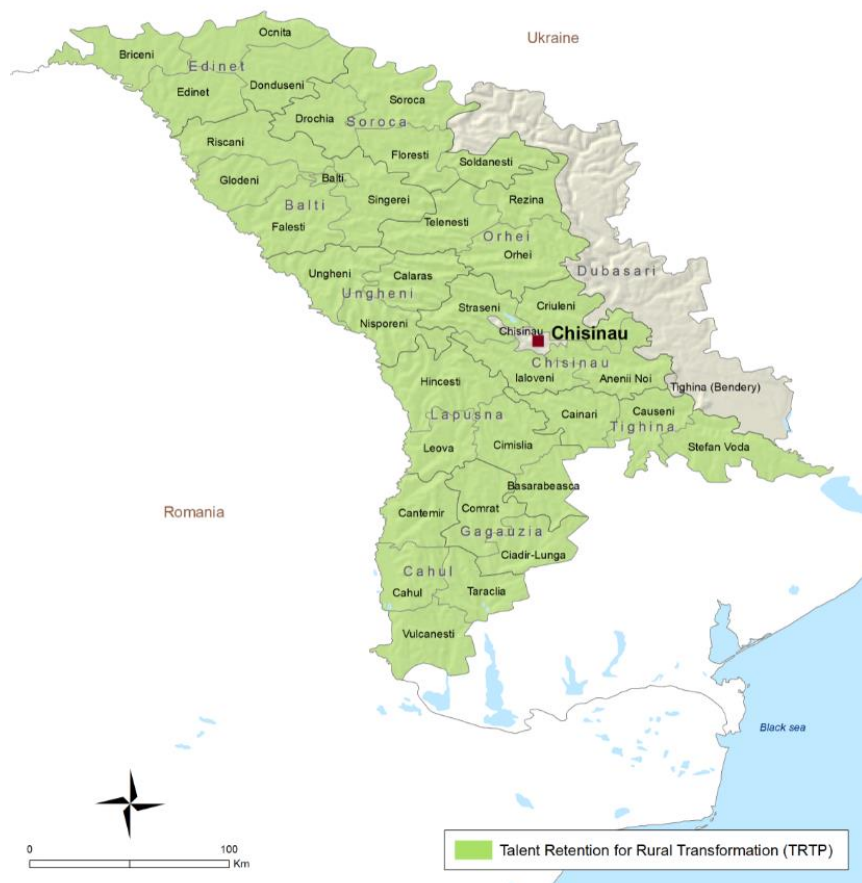 Ocnita
Ukraine
Briceni
Edinet
Edinet
Donduseni
Soroca
Drochia
Soroca
Riscani
Floresti
Soldanesti
Glodeni
Balti
Singerei
Rezina
Balti
Telenesti
Falesti
Orhei
Orhei
Dubasari
Ungheni
Calaras
Ungheni
Straseni
Criuleni
Nisporeni
Chisinau
Chisinau
Chisinau
Hincesti
Ialoveni
Anenii Noi
Tighina (Bendery)
Lapusna
Cainari
Causeni
Tighina
Leova
Cimislia
Stefan Voda
Basarabeasca
Romania
Cantemir
Comrat
Gagauzia
Ciadir-Lunga
Cahul
Cahul
Taraclia
Vulcanesti
Black sea
0
100
Km
Talent Retention for Rural Transformation (TRTP)